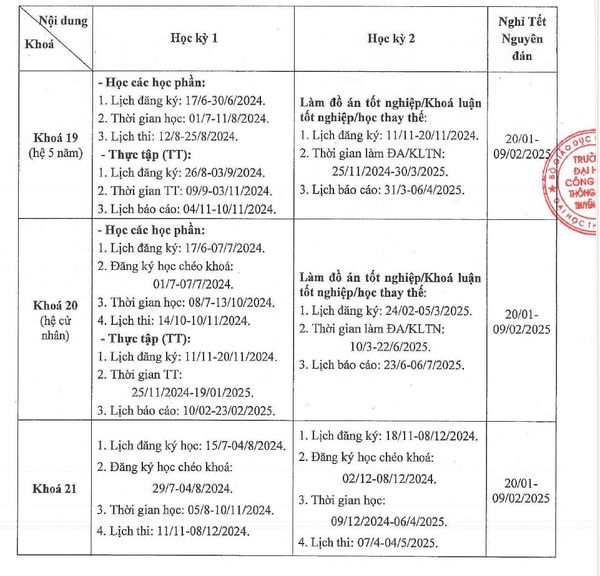 Nội dung
Khoá
Học kỳ 1
Học kỳ 2
Nghỉ Tết
Nguyên
đán
Khoá 19
(hệ 5 năm)
- Học các học phần:
1. Lịch đăng ký: 17/6-30/6/2024.
2. Thời gian học: 01/7-11/8/2024.
3. Lịch thi: 12/8-25/8/2024.
- Thực tập (TT):
1. Lịch đăng ký: 26/8-03/9/2024.
2. Thời gian TT: 09/9-03/11/2024.
3. Lịch báo cáo: 04/11-10/11/2024.
Làm đồ án tốt nghiệp/Khoá luận
tốt nghiệp/học thay thế:
1. Lịch đăng ký: 11/11-20/11/2024.
2. Thời gian làm ĐA/KLTN:
25/11/2024-30/3/2025.
3. Lịch báo cáo: 31/3-06/4/2025.
20/01-
09/02/2025
Khoá 20
(hệ cử
nhân)
- Học các học phần:
1. Lịch đăng ký: 17/6-07/7/2024.
2. Đăng ký học chéo khoá:
01/7-07/7/2024.
3. Thời gian học: 08/7-13/10/2024.
4. Lịch thi: 14/10-10/11/2024.
- Thực tập (TT):
1. Lịch đăng ký: 11/11-20/11/2024.
2. Thời gian TT:
25/11/2024-19/01/2025.
3. Lịch báo cáo: 10/02-23/02/2025.
Làm đồ án tốt nghiệp/Khoá luận
tốt nghiệp/học thay thế:
1. Lịch đăng ký: 24/02-05/3/2025.
2. Thời gian làm ĐA/KLTN:
10/3-22/6/2025.
3. Lịch báo cáo: 23/6-06/7/2025.
20/01-
09/02/2025
Khoá 21
1. Lịch đăng ký học: 15/7-04/8/2024.
2. Đăng ký học chéo khoá:
29/7-04/8/2024.
3. Thời gian học: 05/8-10/11/2024.
4. Lịch thi: 11/11-08/12/2024.
1. Lịch đăng ký: 18/11-08/12/2024.
2. Đăng ký học chéo khoá:
02/12-08/12/2024.
3. Thời gian học:
09/12/2024-06/4/2025.
4. Lịch thi: 07/4-04/5/2025.
20/01-
09/02/2025
BỘ GIÁO DỤC
TRƯỜ
ĐẠI H
CÔNG
THÔNG
TRUYỀN
ĐẠI HỌC TH